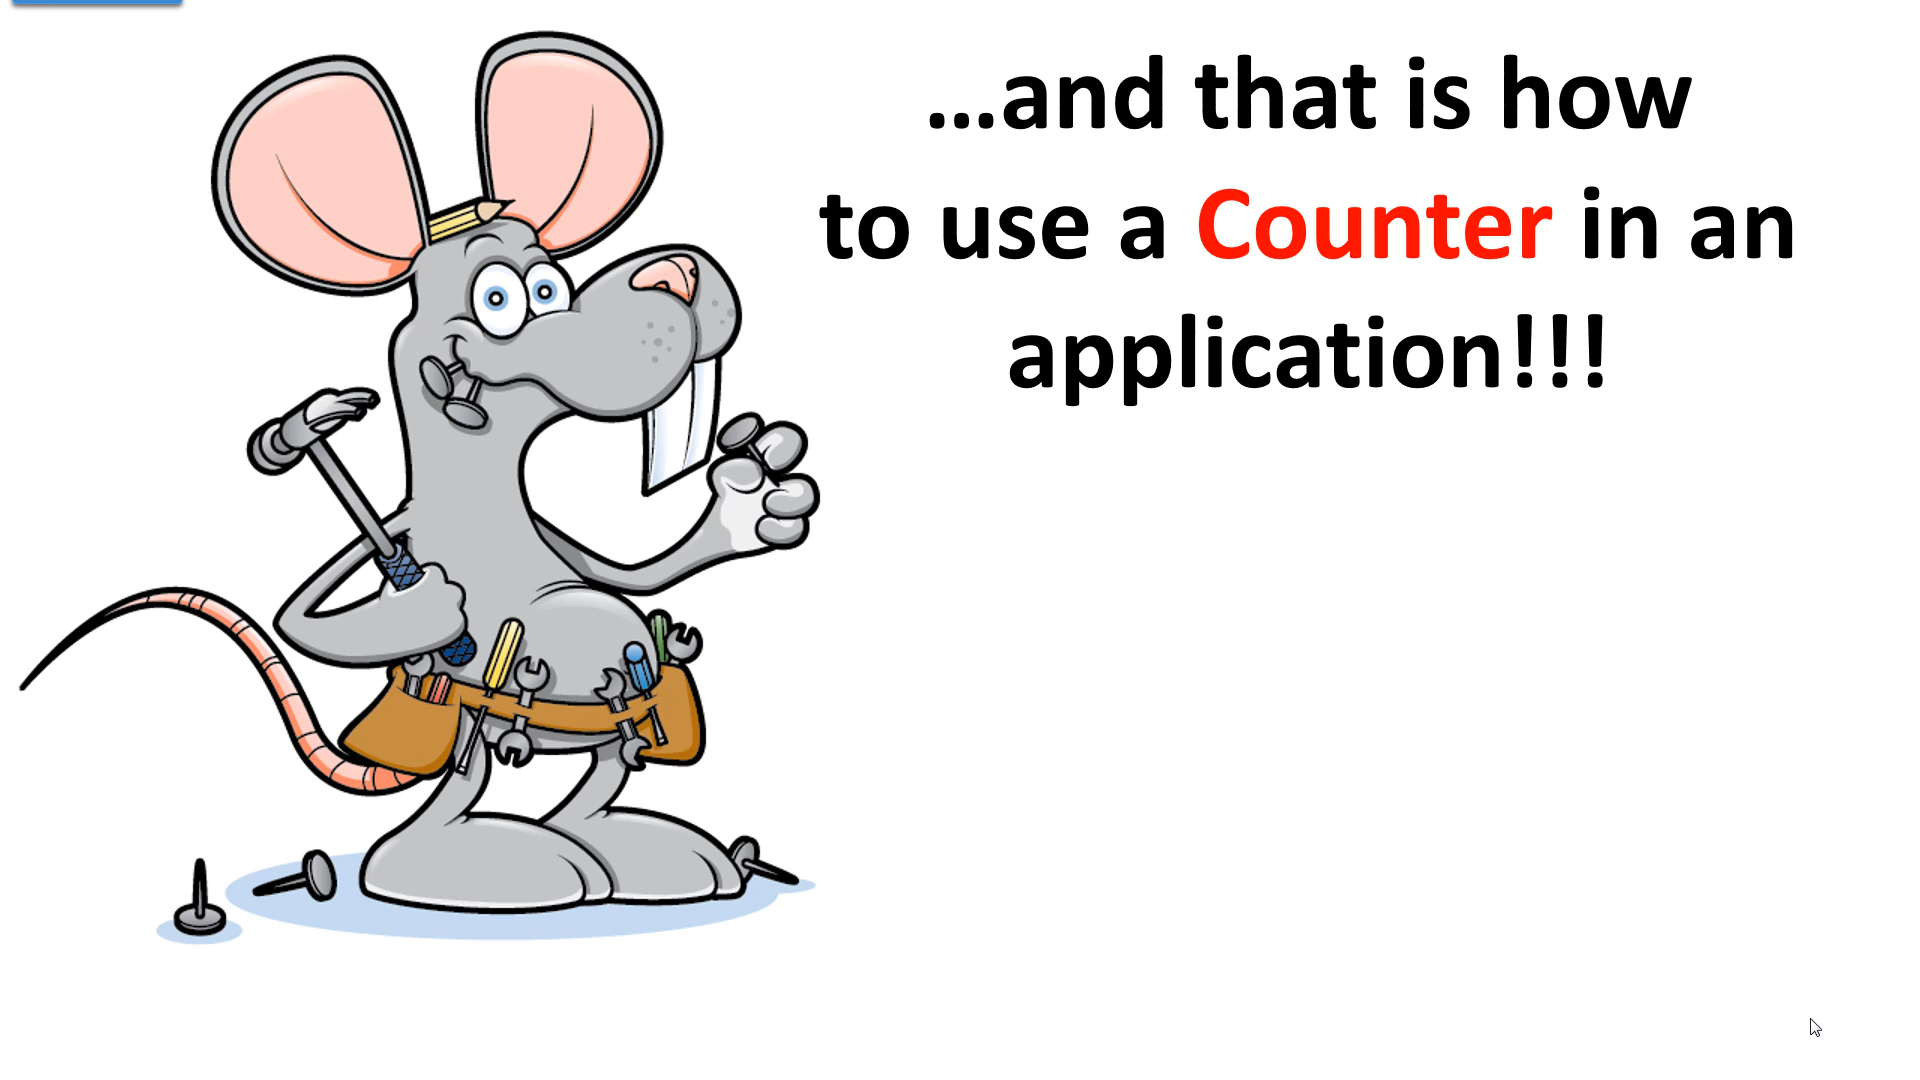 ...and that is how
to use a Counter in an
application!!!